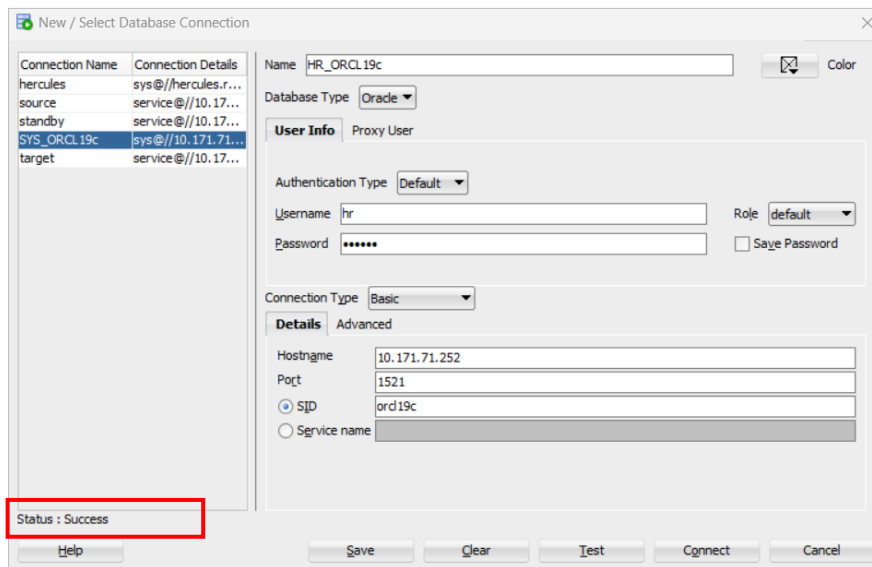 New / Select Database Connection
Connection Name Connection Details
hercules sys@//hercules.r...
source service@//10.17...
standby service@//10.17...
SYS_ORCL19c sys@//10.171.71...
target service@//10.17...
Name HR_ORCL19c Color
Database Type Oracle
User Info Proxy User
Authentication Type Default
Username hr Role default
Password •••••• Save Password
Connection Type Basic
Details Advanced
Hostname 10.171.71.252
Port 1521
SID orcl19c
Service name
Status : Success
Help Save Clear Test Connect Cancel